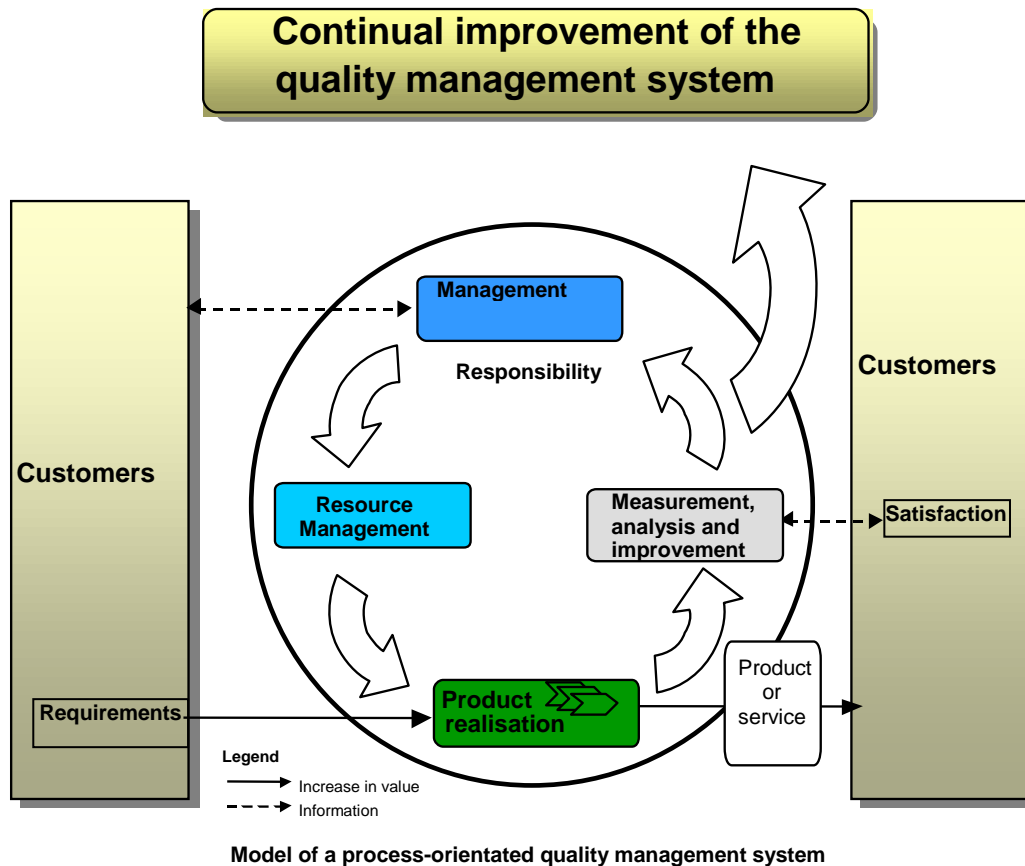 Continual improvement of the
quality management system
Management
Responsibility
Customers
Customers
Resource
Management
Measurement,
analysis and
improvement
Satisfaction
Requirements
Product
realisation
Product
or
service
Legend
Increase in value
Information
Model of a process-orientated quality management system